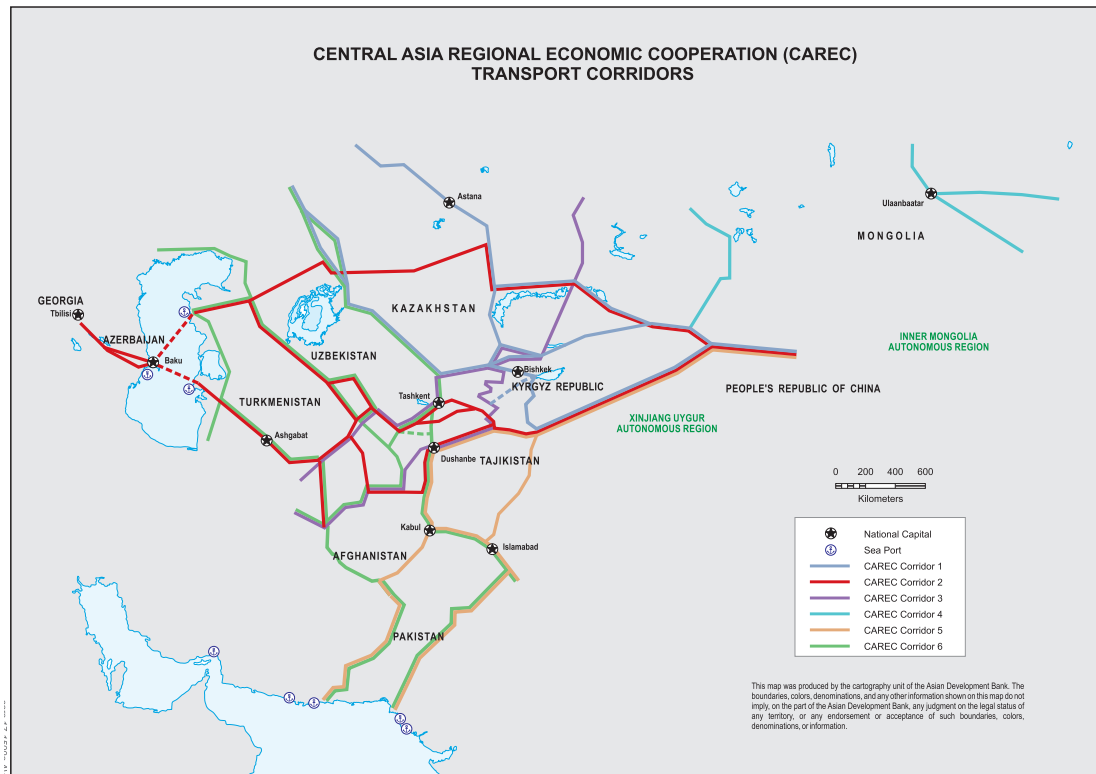 CENTRAL ASIA REGIONAL ECONOMIC COOPERATION (CAREC)
TRANSPORT CORRIDORS
Astana
Ulaanbaatar
MONGOLIA
GEORGIA
Tbilisi
KAZAKHSTAN
AZERBAIJAN
INNER MONGOLIA
AUTONOMOUS REGION
UZBEKISTAN
Baku
Bishkek
KYRGYZ REPUBLIC
PEOPLE'S REPUBLIC OF CHINA
TURKMENISTAN
Tashkent
XINJIANG UYGUR
AUTONOMOUS REGION
Ashgabat
Dushanbe
TAJIKISTAN
0 200 400 600
Kilometers
Kabul
Islamabad
AFGHANISTAN
PAKISTAN
National Capital
Sea Port
CAREC Corridor 1
CAREC Corridor 2
CAREC Corridor 3
CAREC Corridor 4
CAREC Corridor 5
CAREC Corridor 6
This map was produced by the cartography unit of the Asian Development Bank. The
boundaries, colors, denominations, and any other information shown on this map do not
imply, on the part of the Asian Development Bank, any judgment on the legal status of
any territory, or any endorsement or acceptance of such boundaries, colors,
denominations, or information.